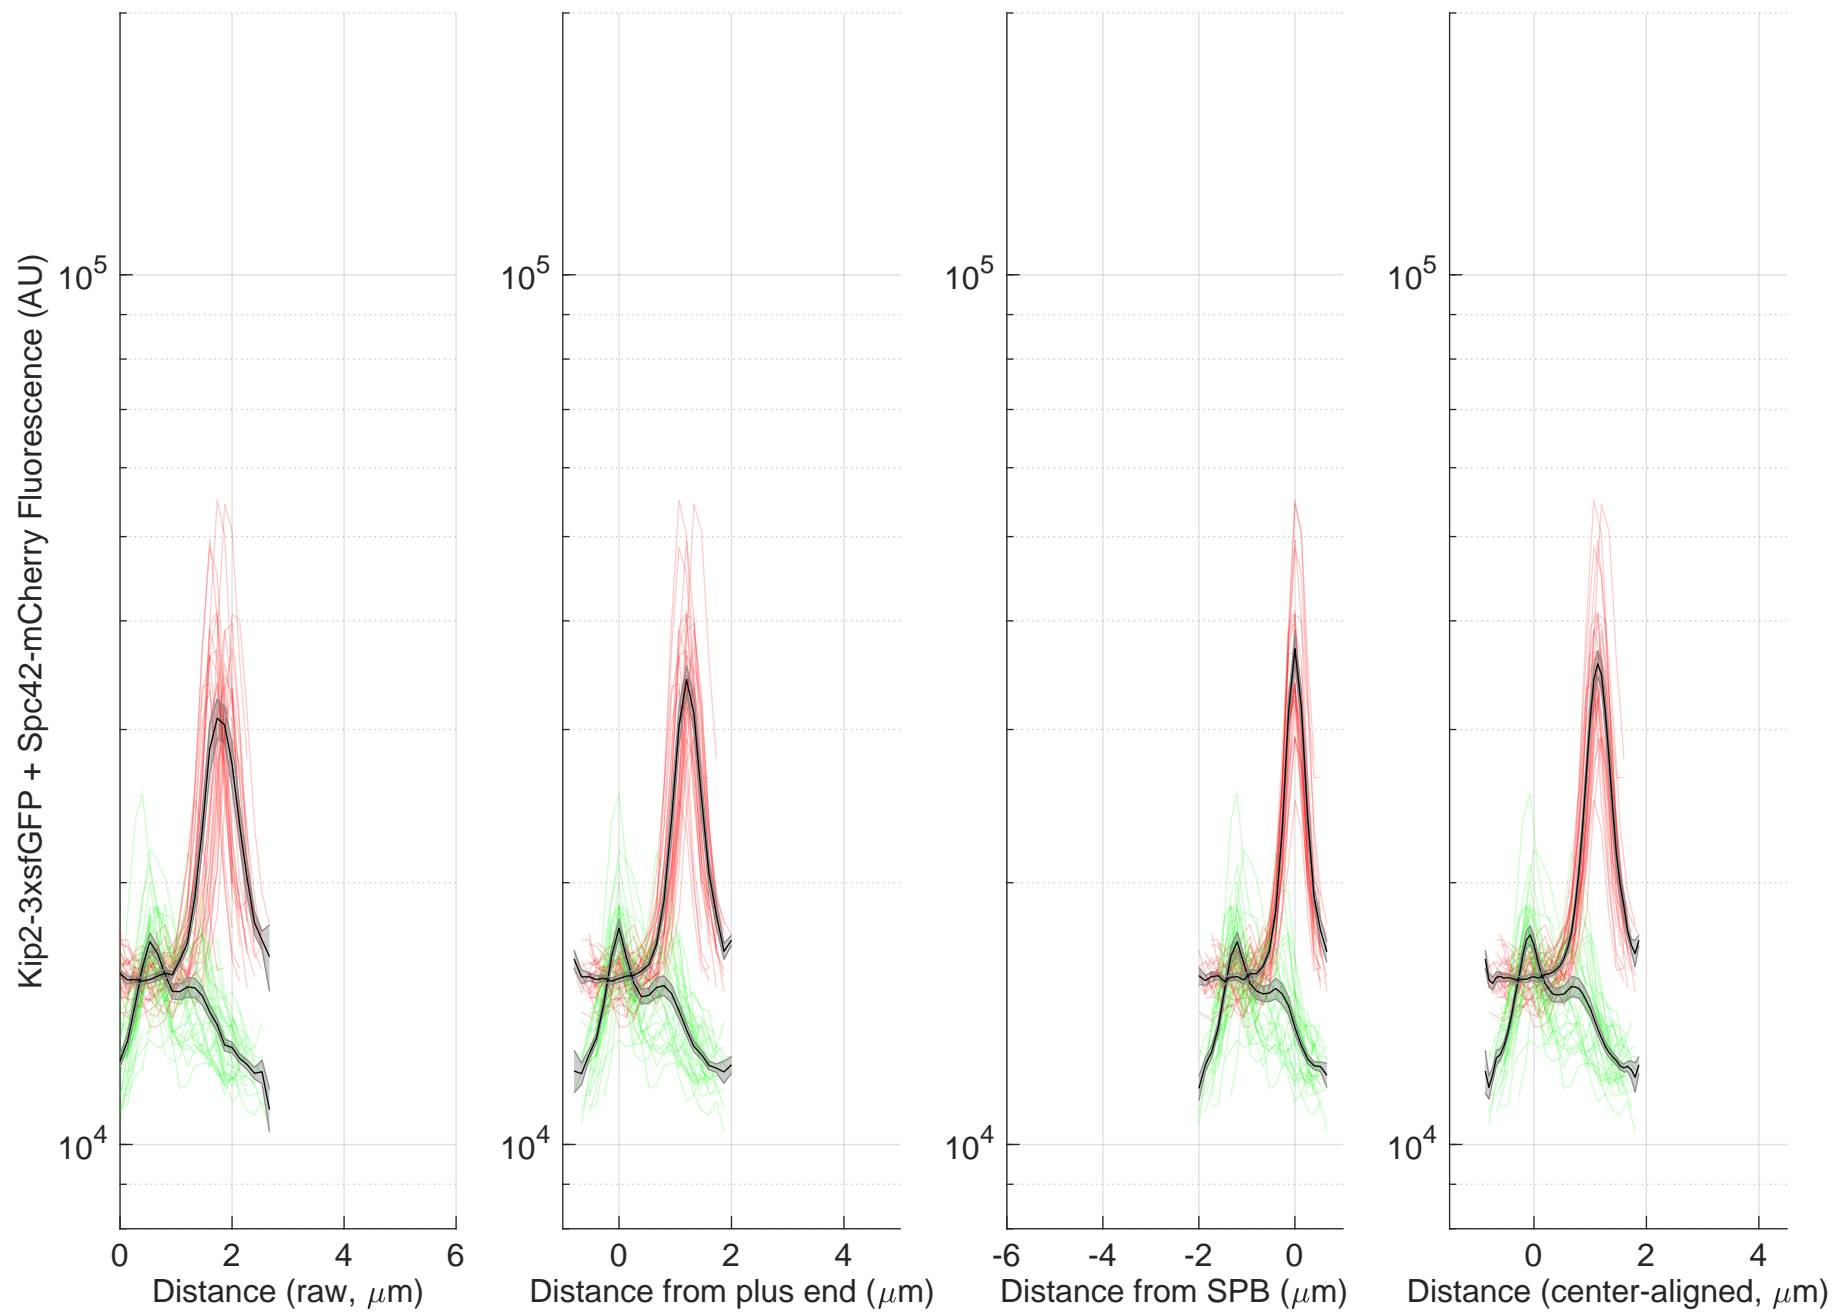 Kip2-3xsfGFP + Spc42-mCherry Fluorescence (AU)
10^5
10^4
0 2 4 6
Distance (raw, μm)
10^5
10^4
0 2 4
Distance from plus end (μm)
10^5
10^4
-6 -4 -2 0
Distance from SPB (μm)
10^5
10^4
0 2 4
Distance (center-aligned, μm)